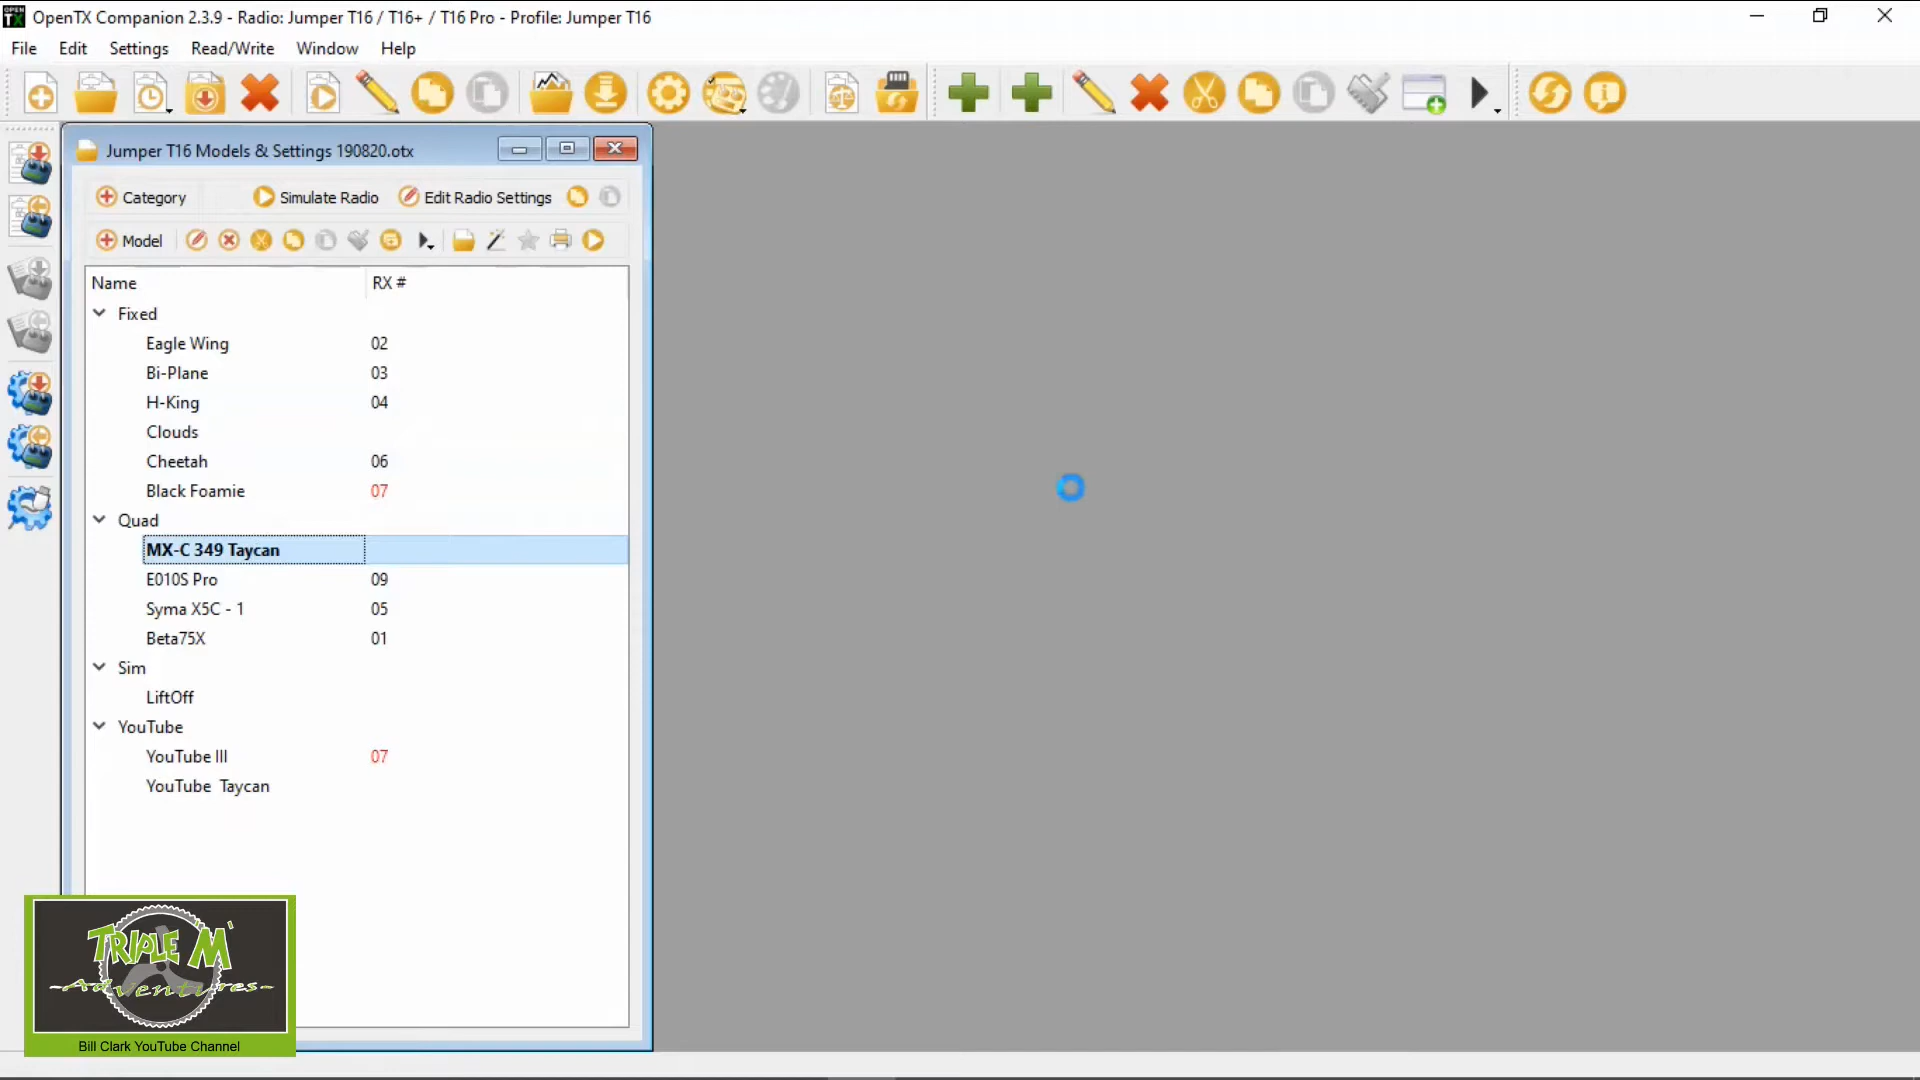 OpenTX Companion 2.3.9 - Radio: Jumper T16 / T16+ / T16 Pro - Profile: Jumper T16
File Edit Settings Read/Write Window Help
Jumper T16 Models & Settings 190820.otx
Category Simulate Radio Edit Radio Settings
Model
Name RX #
Fixed
Eagle Wing 02
Bi-Plane 03
H-King 04
Clouds
Cheetah 06
Black Foamie 07
Quad
MX-C 349 Taycan
E010S Pro 09
Syma X5C - 1 05
Beta75X 01
Sim
LiftOff
YouTube
YouTube III 07
YouTube Taycan
TRIPLE M
-Adventures-
Bill Clark YouTube Channel